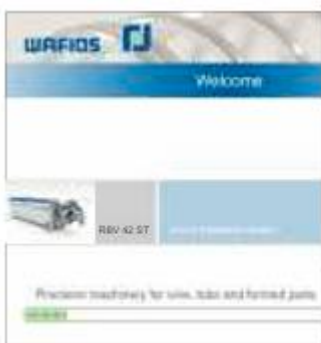 WAFIOS
Welcome
RBV 42 ST
Precision machinery for wire, tube and formed parts